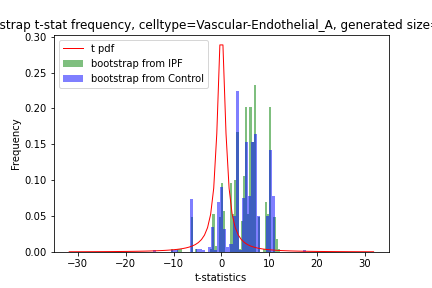 strap t-stat frequency, celltype=Vascular-Endothelial_A, generated size=
t pdf
bootstrap from IPF
bootstrap from Control
Frequency
0.30
0.25
0.20
0.15
0.10
0.05
0.00
−30 −20 −10 0 10 20 30
t-statistics